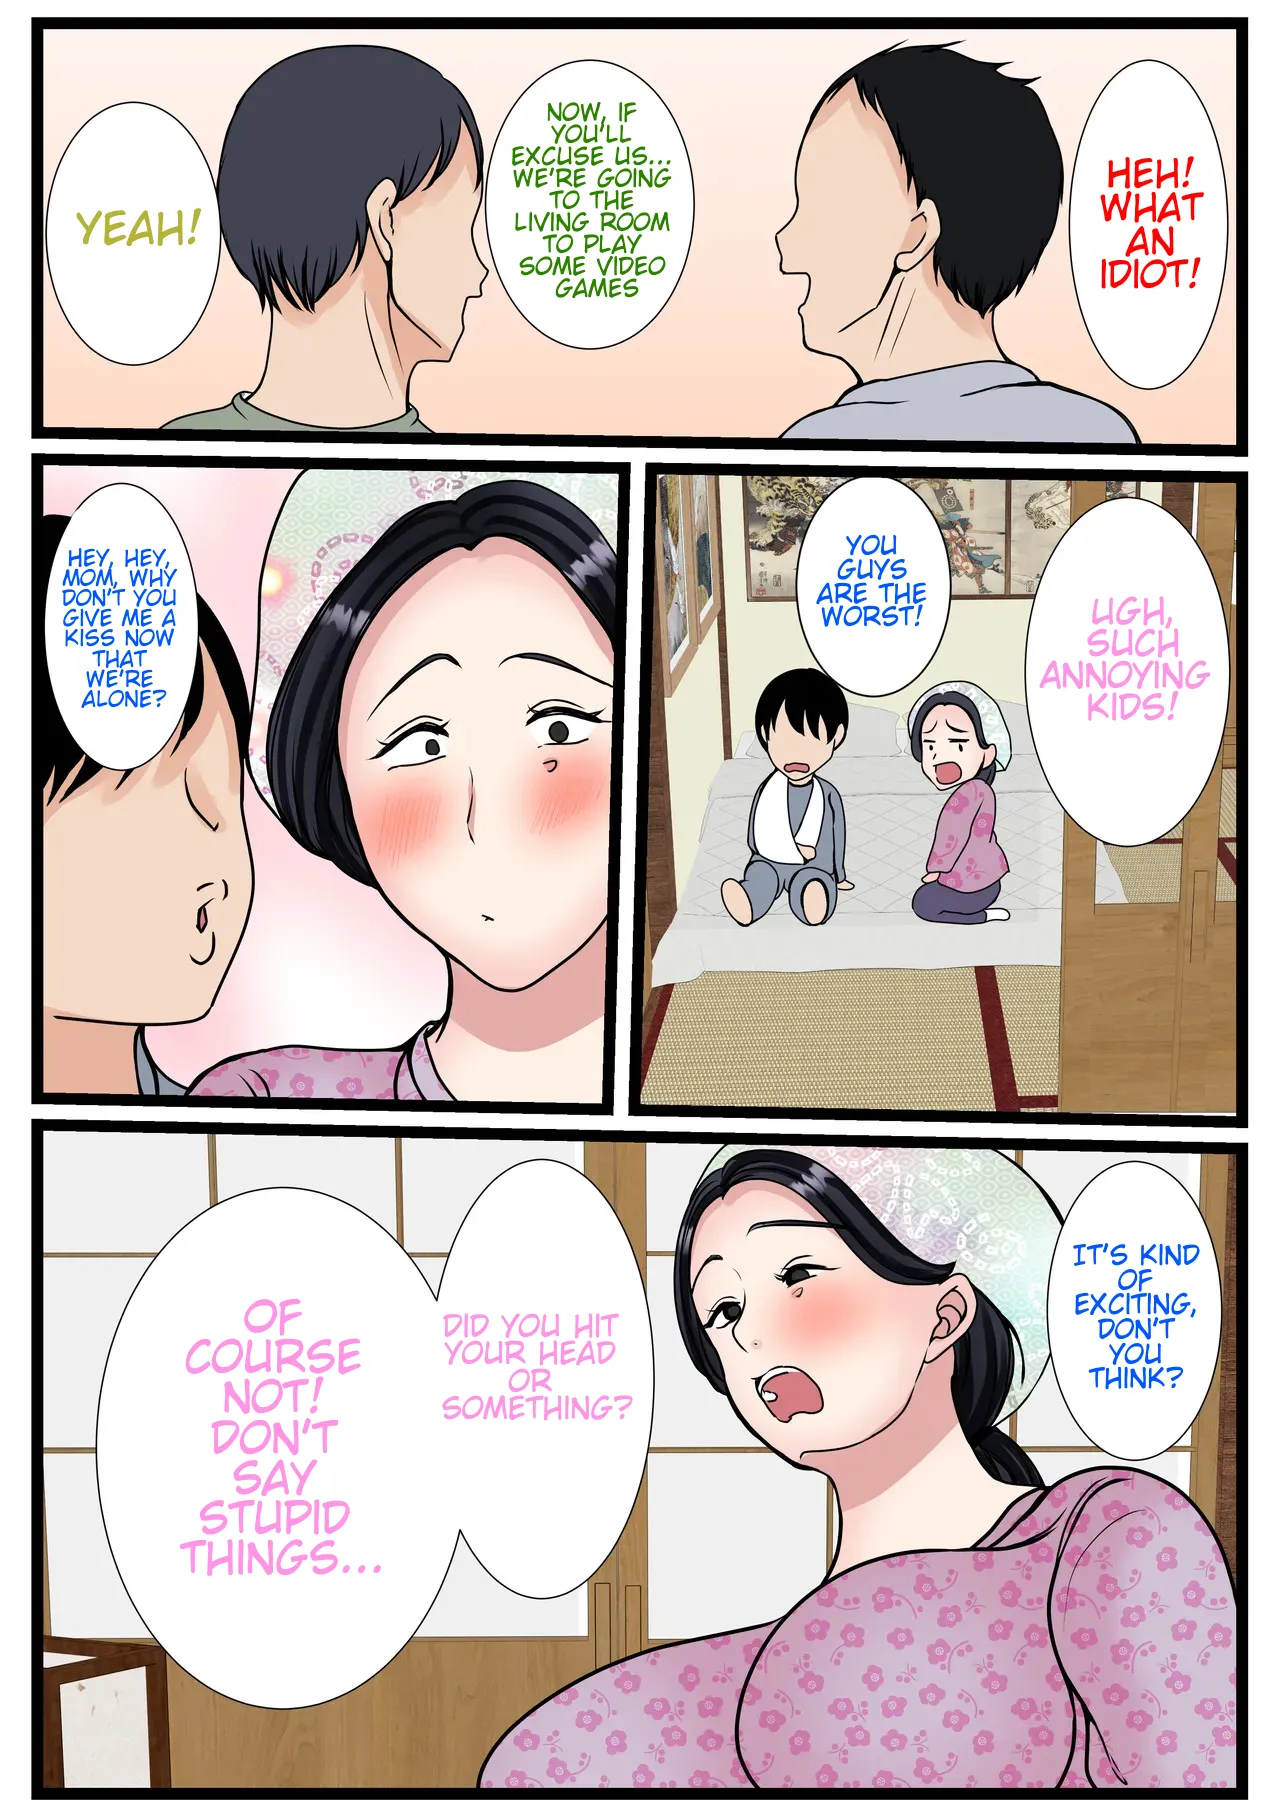 HEH!
WHAT
AN
IDIOT!
NOW, IF
YOU'LL
EXCUSE US...
WE'RE GOING
TO THE
LIVING ROOM
TO PLAY
SOME VIDEO
GAMES
YEAH!
UGH,
SUCH
ANNOYING
KIDS!
YOU
GUYS
ARE THE
WORST!
HEY, HEY,
MOM, WHY
DON'T YOU
GIVE ME A
KISS NOW
THAT
WE'RE
ALONE?
IT'S KIND
OF
EXCITING,
DON'T
YOU
THINK?
DID YOU HIT
YOUR HEAD
OR
SOMETHING?
OF
COURSE
NOT!
DON'T
SAY
STUPID
THINGS...